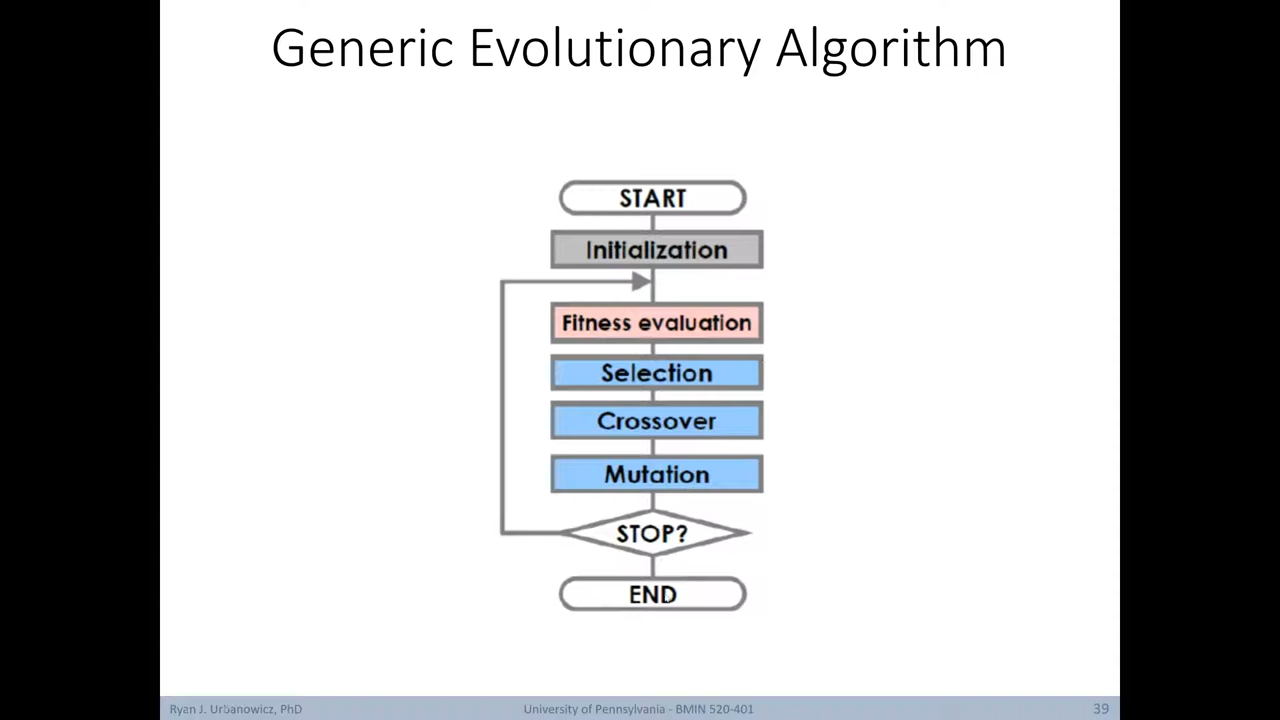 Generic Evolutionary Algorithm
START
Initialization
Fitness evaluation
Selection
Crossover
Mutation
STOP?
END
Ryan J. Urbanowicz, PhD
University of Pennsylvania - BMIN 520-401
39